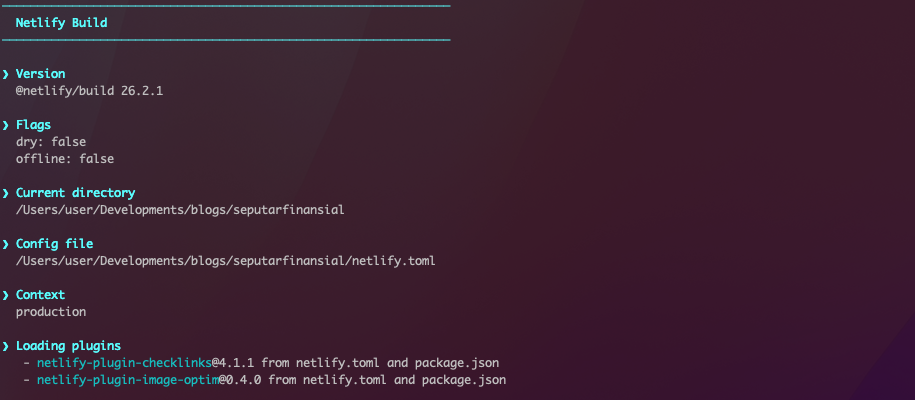 Netlify Build
❯ Version
@netlify/build 26.2.1
❯ Flags
dry: false
offline: false
❯ Current directory
/Users/user/Developments/blogs/seputarfinansial
❯ Config file
/Users/user/Developments/blogs/seputarfinansial/netlify.toml
❯ Context
production
❯ Loading plugins
- netlify-plugin-checklinks@4.1.1 from netlify.toml and package.json
- netlify-plugin-image-optim@0.4.0 from netlify.toml and package.json